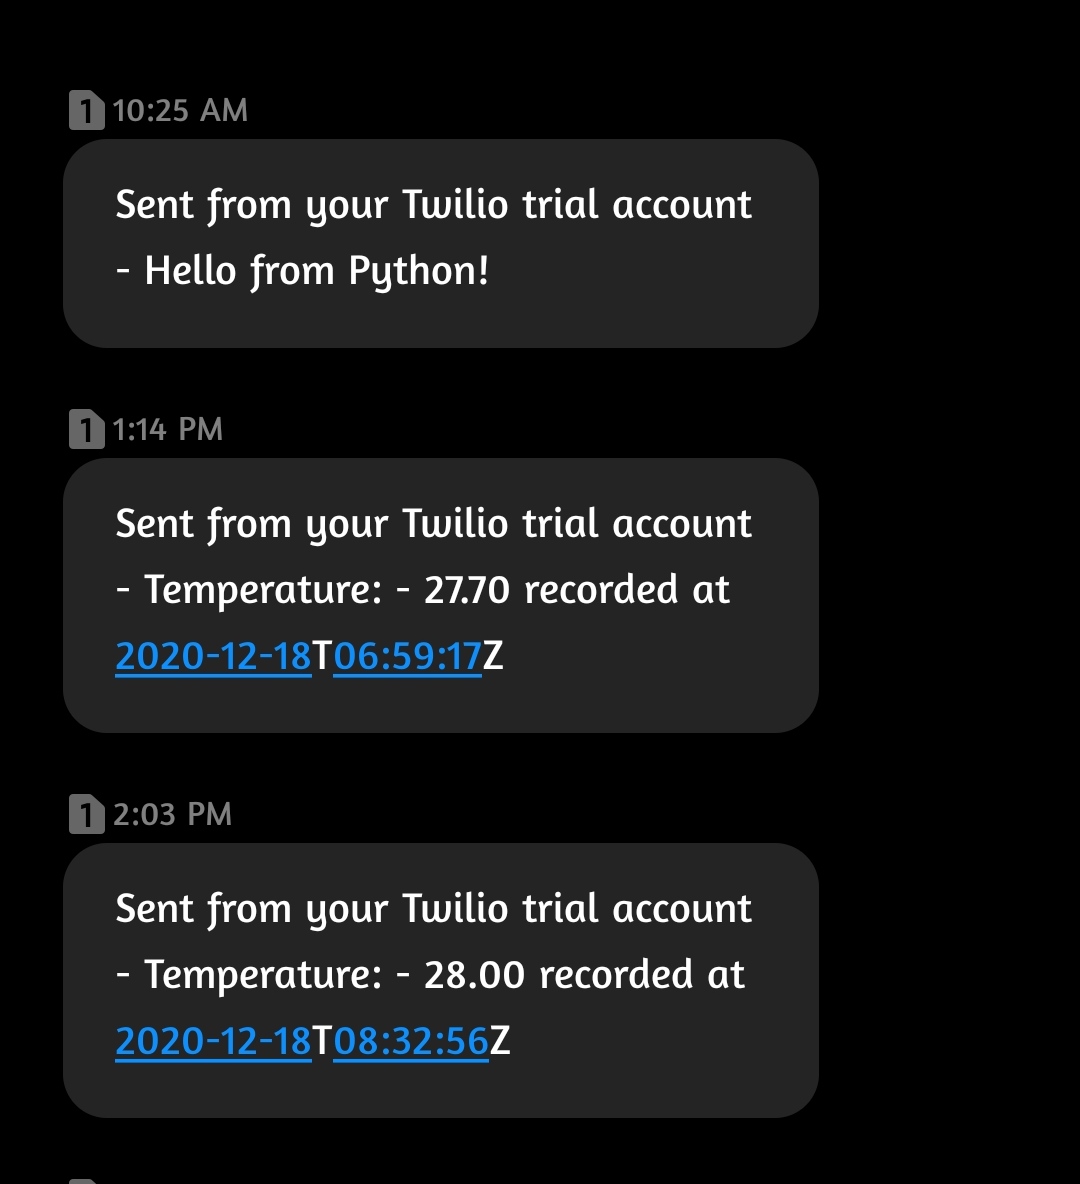 1 10:25 AM
Sent from your Twilio trial account
- Hello from Python!
1 1:14 PM
Sent from your Twilio trial account
- Temperature: - 27.70 recorded at
2020-12-18T06:59:17Z
1 2:03 PM
Sent from your Twilio trial account
- Temperature: - 28.00 recorded at
2020-12-18T08:32:56Z